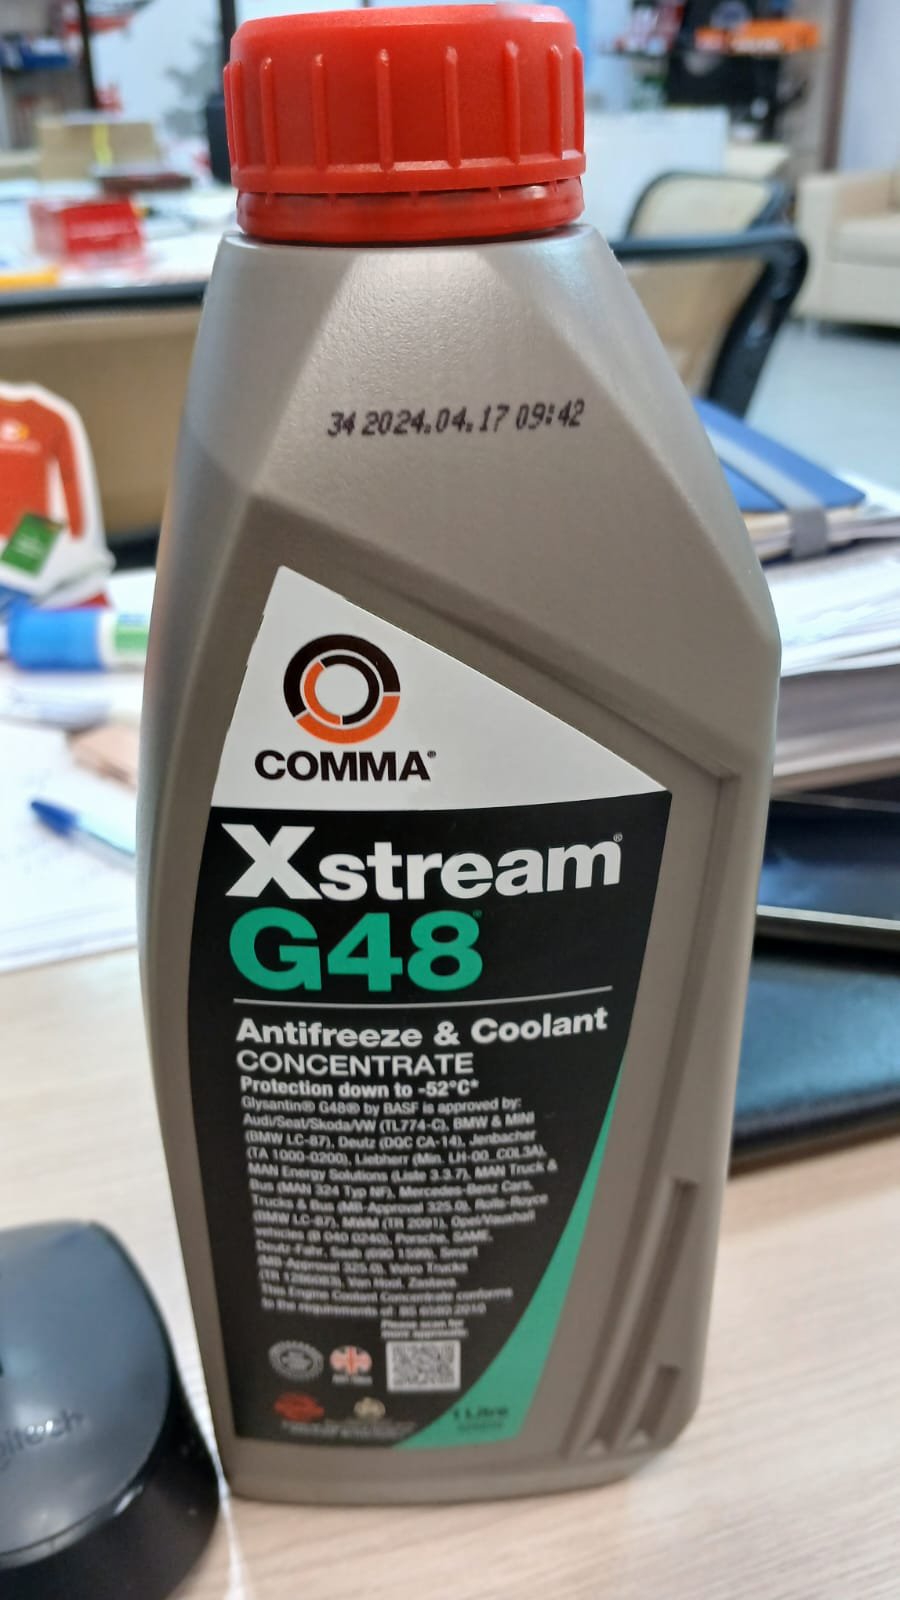 34 2024.04.17 09:42
COMMA®
Xstream®
G48®
Antifreeze & Coolant
CONCENTRATE
Protection down to -52°C*
Glysantin® G48® by BASF is approved by:
Audi/Seat/Skoda/VW (TL774-C), BMW & MINI
(BMW LC-87), Deutz (DQC CA-14), Jenbacher
(TA 1000-0200), Liebherr (Min. LH-00_COL3A),
MAN Energy Solutions (Liste 3.3.7), MAN Truck &
Bus (MAN 324 Typ NF), Mercedes-Benz Cars,
Trucks & Bus (MB-Approval 325.0), Rolls-Royce
(BMW LC-87), MWM (TR 2091), Opel/Vauxhall
vehicles (B 040 0240), Porsche, SAME,
Deutz-Fahr, Saab (690 1599), Smart
(MB-Approval 325.0), Volvo Trucks
(TR 1286083), Van Hool, Zastava.
This Engine Coolant Concentrate conforms
to the requirements of BS 6580:2010
Please scan for
more approvals.
1 Litre